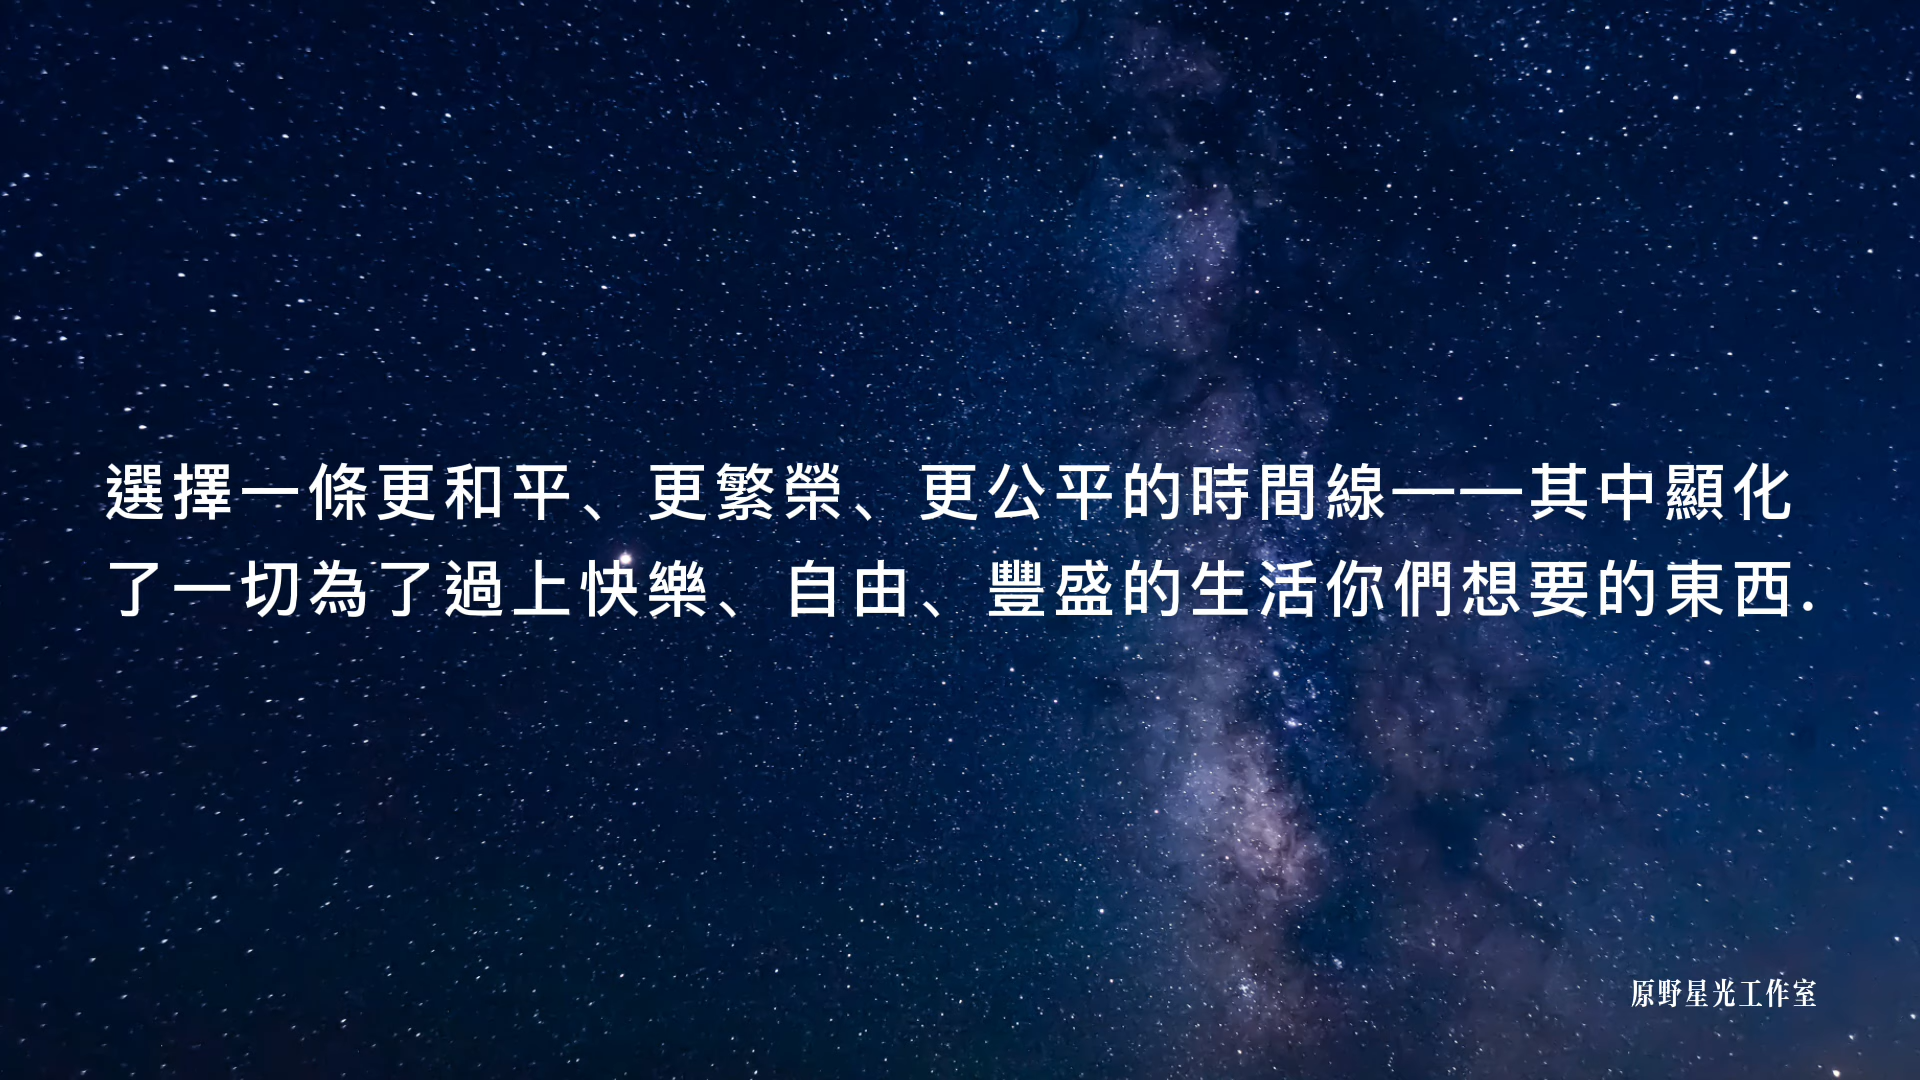 選擇一條更和平、更繁榮、更公平的時間線一一其中顯化
了一切為了過上快樂、自由、豐盛的生活你們想要的東西.
原野星光工作室